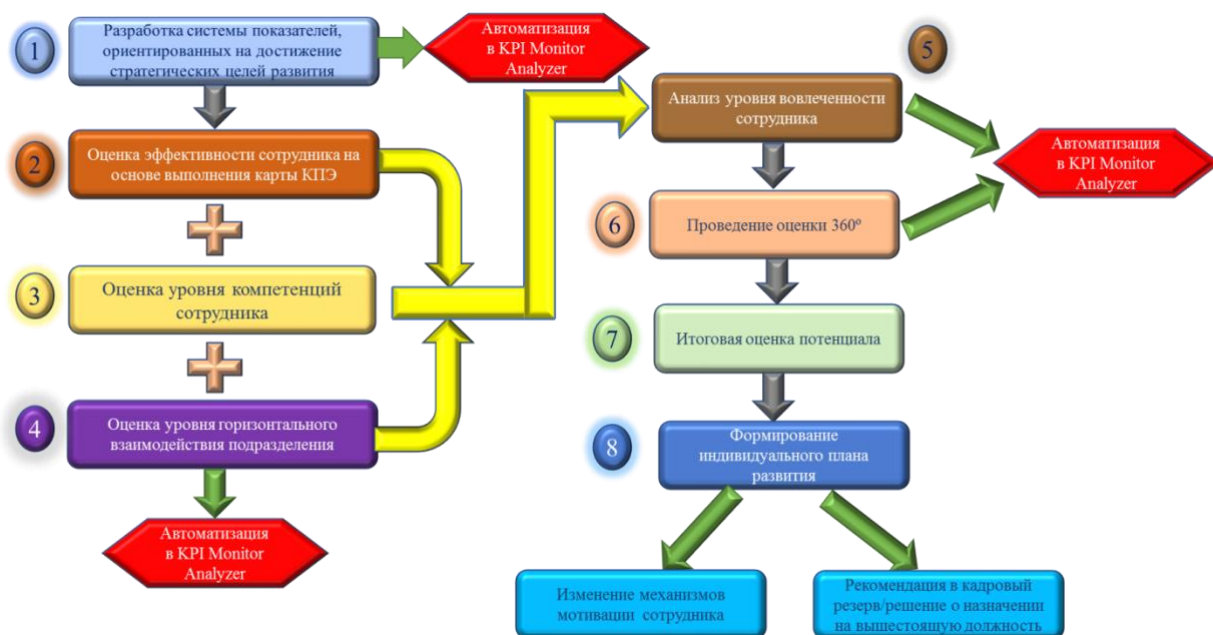 1
Разработка системы показателей,
ориентированных на достижение
стратегических целей развития
Автоматизация
в KPI Monitor
Analyzer
2
Оценка эффективности сотрудника на
основе выполнения карты КПЭ
3
Оценка уровня компетенций
сотрудника
4
Оценка уровня горизонтального
взаимодействия подразделения
Автоматизация
в KPI Monitor
Analyzer
5
Анализ уровня вовлеченности
сотрудника
Автоматизация
в KPI Monitor
Analyzer
6
Проведение оценки 360º
7
Итоговая оценка потенциала
8
Формирование
индивидуального плана
развития
Изменение механизмов
мотивации сотрудника
Рекомендация в кадровый
резерв/решение о назначении
на вышестоящую должность